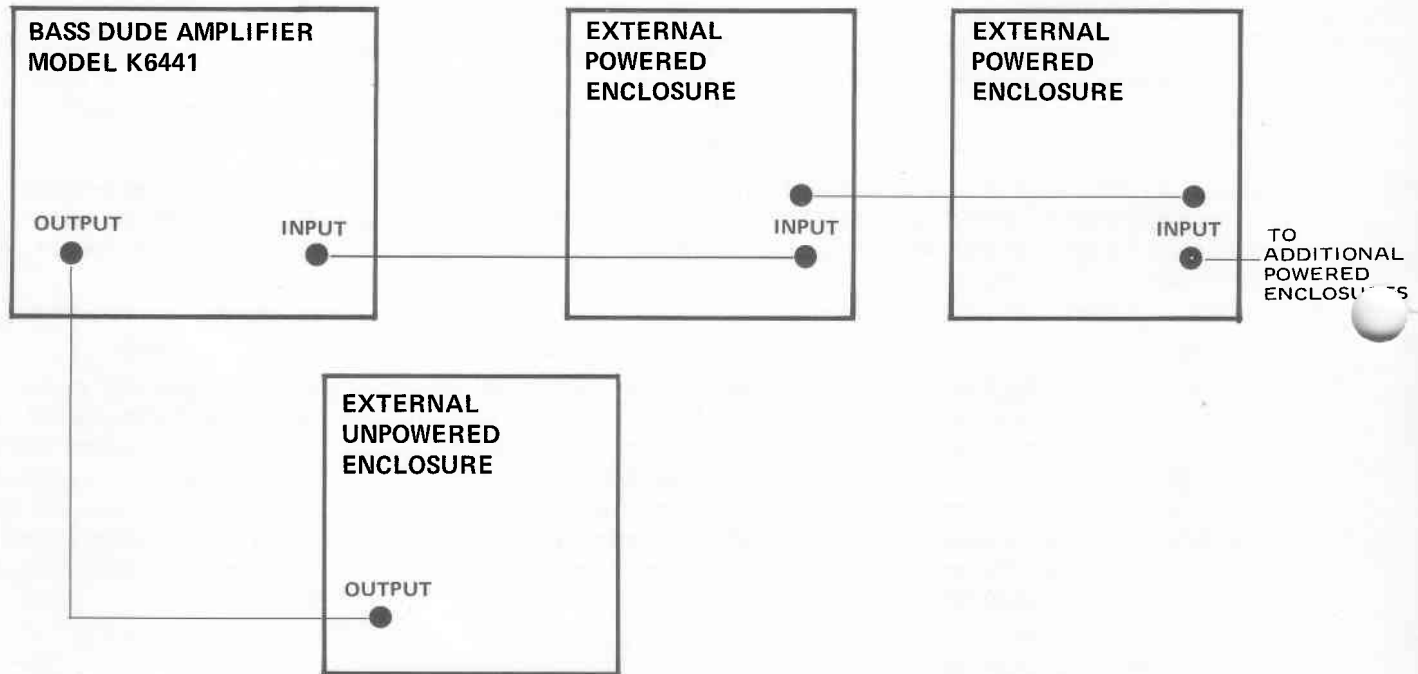 BASS DUDE AMPLIFIER
MODEL K6441
OUTPUT
INPUT
EXTERNAL
POWERED
ENCLOSURE
INPUT
EXTERNAL
POWERED
ENCLOSURE
INPUT
TO
ADDITIONAL
POWERED
EXTERNAL
UNPOWERED
ENCLOSURE
OUTPUT